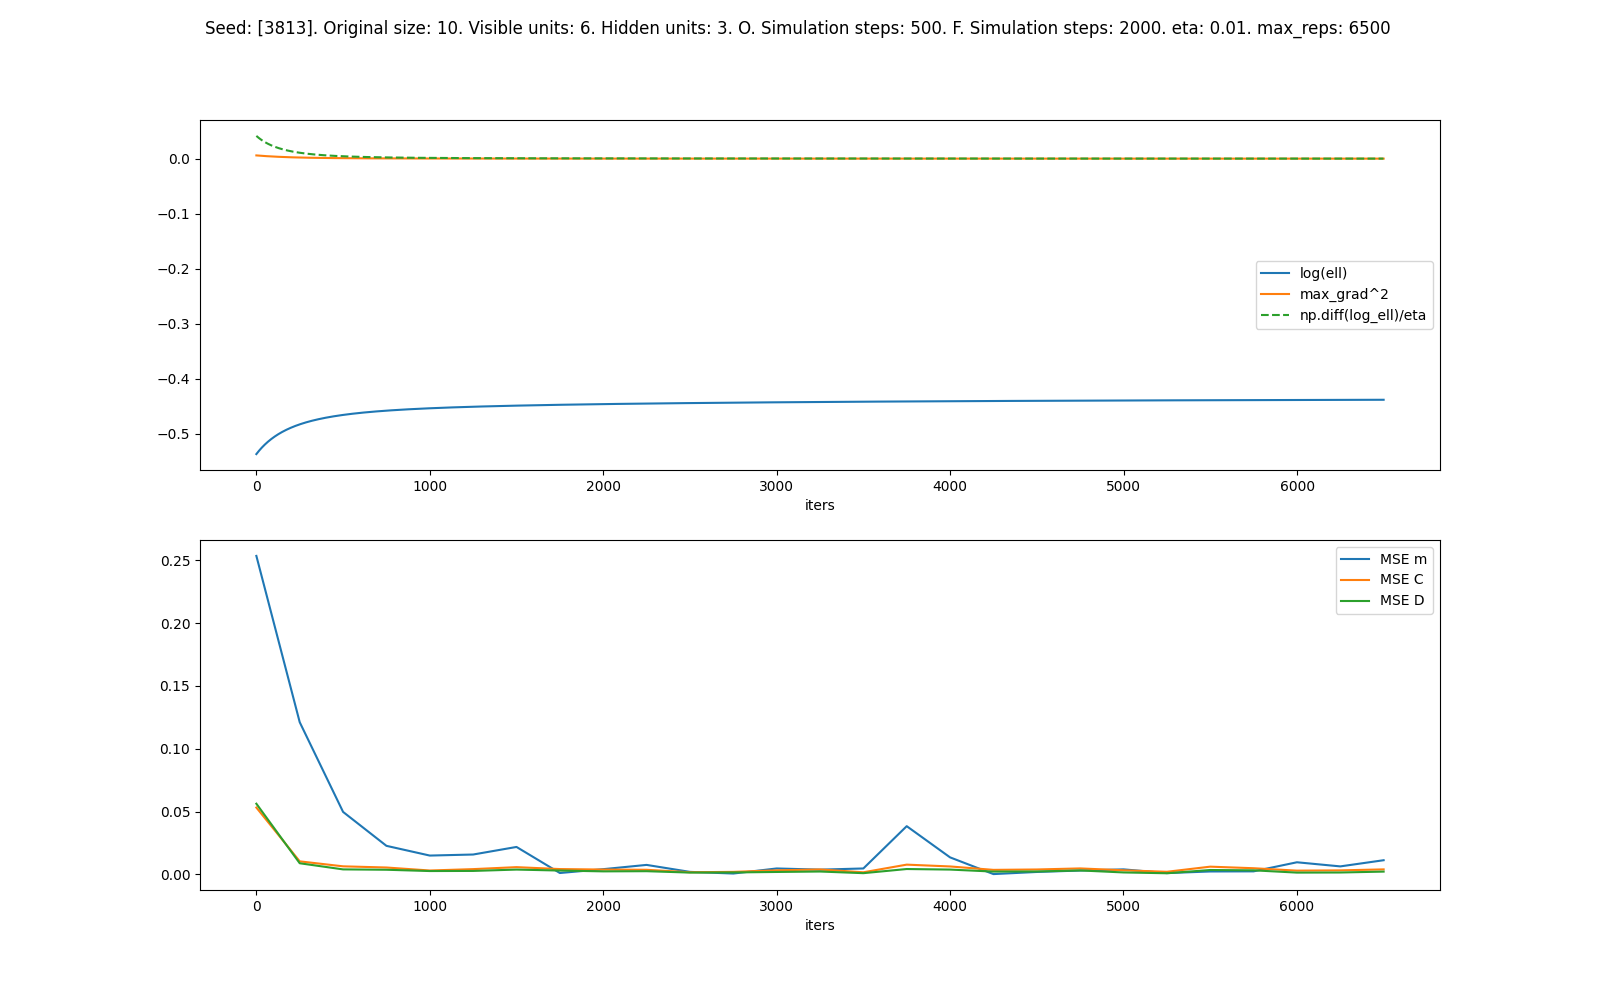 Seed: [3813]. Original size: 10. Visible units: 6. Hidden units: 3. O. Simulation steps: 500. F. Simulation steps: 2000. eta: 0.01. max_reps: 6500
0.0
−0.1
−0.2
−0.3
−0.4
−0.5
log(ell)
max_grad^2
np.diff(log_ell)/eta
0 1000 2000 3000 4000 5000 6000
iters
0.25
0.20
0.15
0.10
0.05
0.00
MSE m
MSE C
MSE D
0 1000 2000 3000 4000 5000 6000
iters